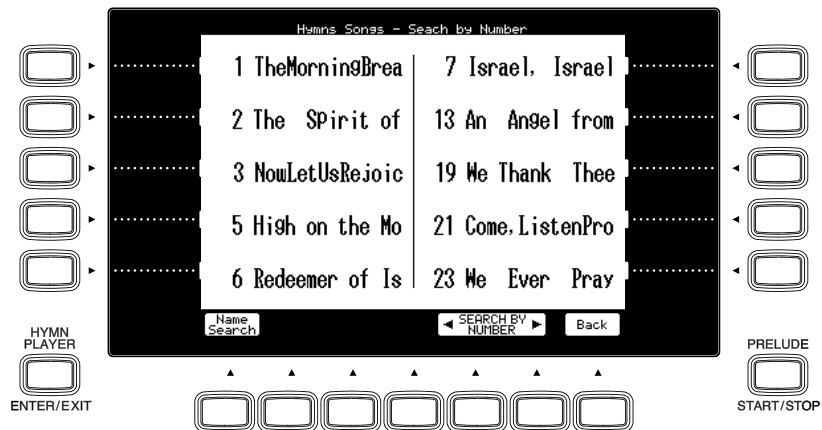 Hymns Songs - Seach by Number
1 TheMorningBrea
7 Israel, Israel
2 The Spirit of
13 An Angel from
3 NowLetUsRejoic
19 We Thank Thee
5 High on the Mo
21 Come,ListenPro
6 Redeemer of Is
23 We Ever Pray
Name
Search
◄ SEARCH BY ►
NUMBER
Back
HYMN
PLAYER
ENTER/EXIT
PRELUDE
START/STOP